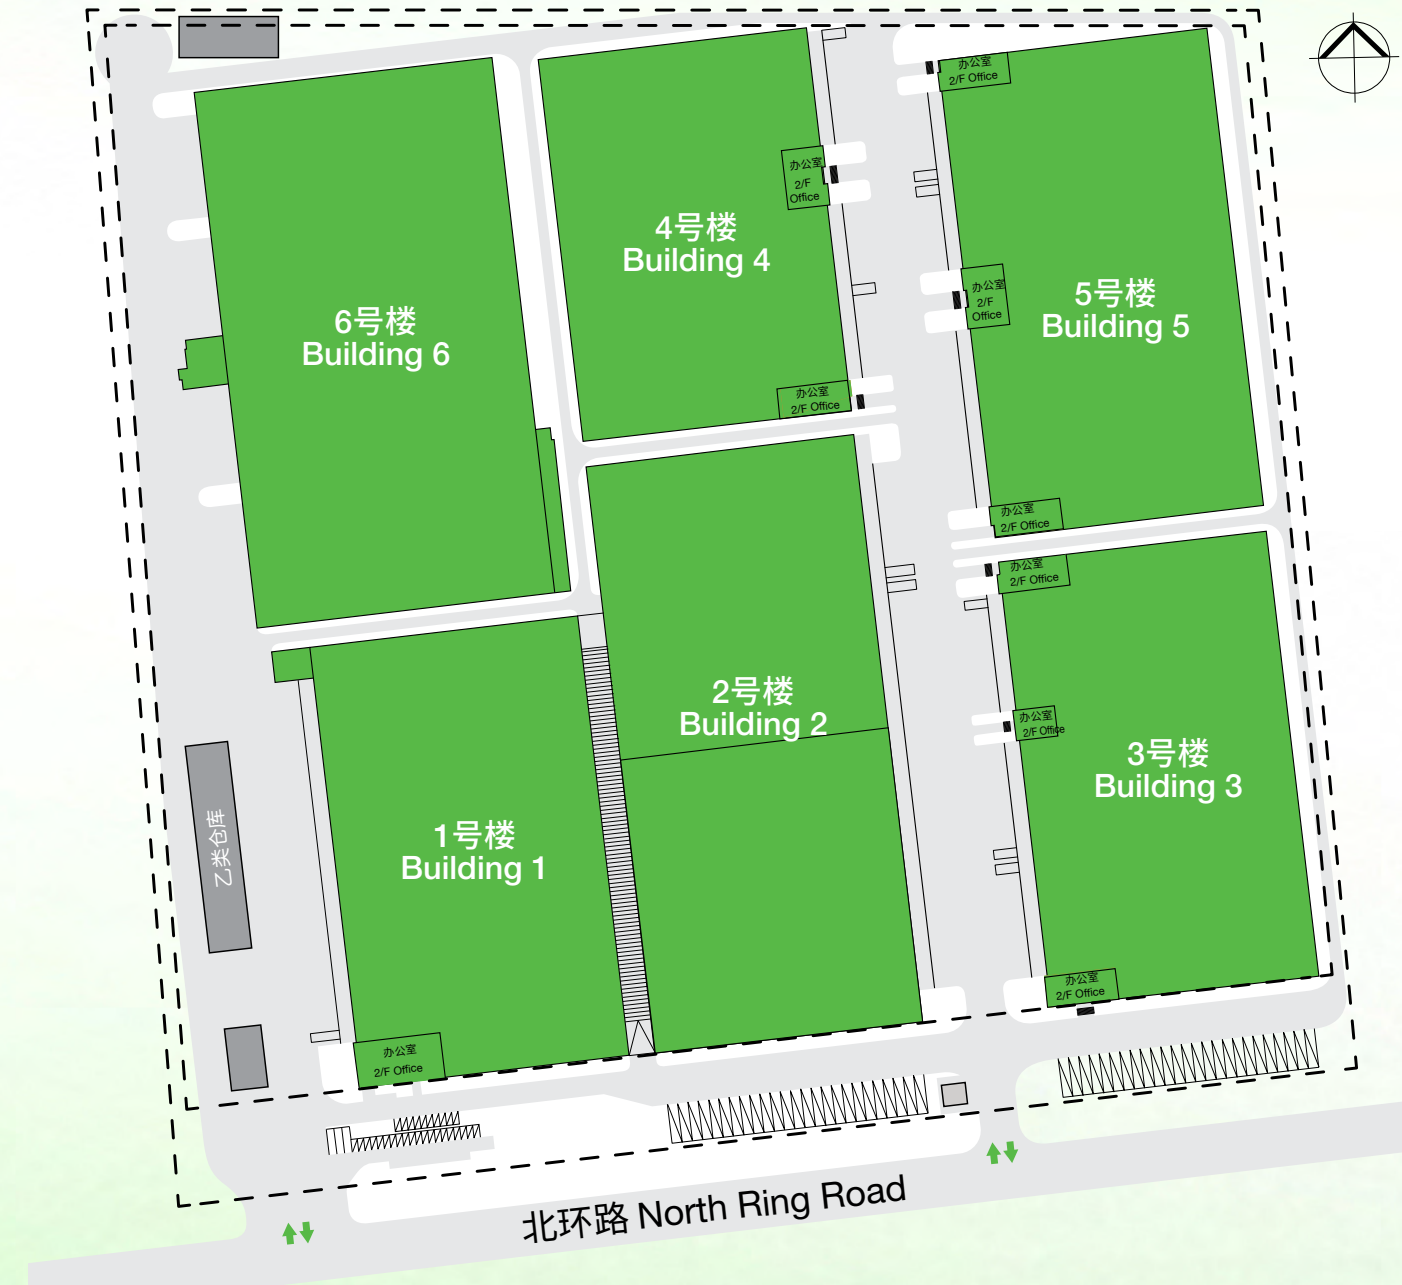 办公室
2/F Office
办公室
2/F
Office
4号楼
Building 4
办公室
2/F
Office
5号楼
Building 5
6号楼
Building 6
办公室
2/F Office
办公室
2/F Office
办公室
2/F Office
2号楼
Building 2
办公室
2/F Office
3号楼
Building 3
乙类仓库
1号楼
Building 1
办公室
2/F Office
办公室
2/F Office
北环路 North Ring Road